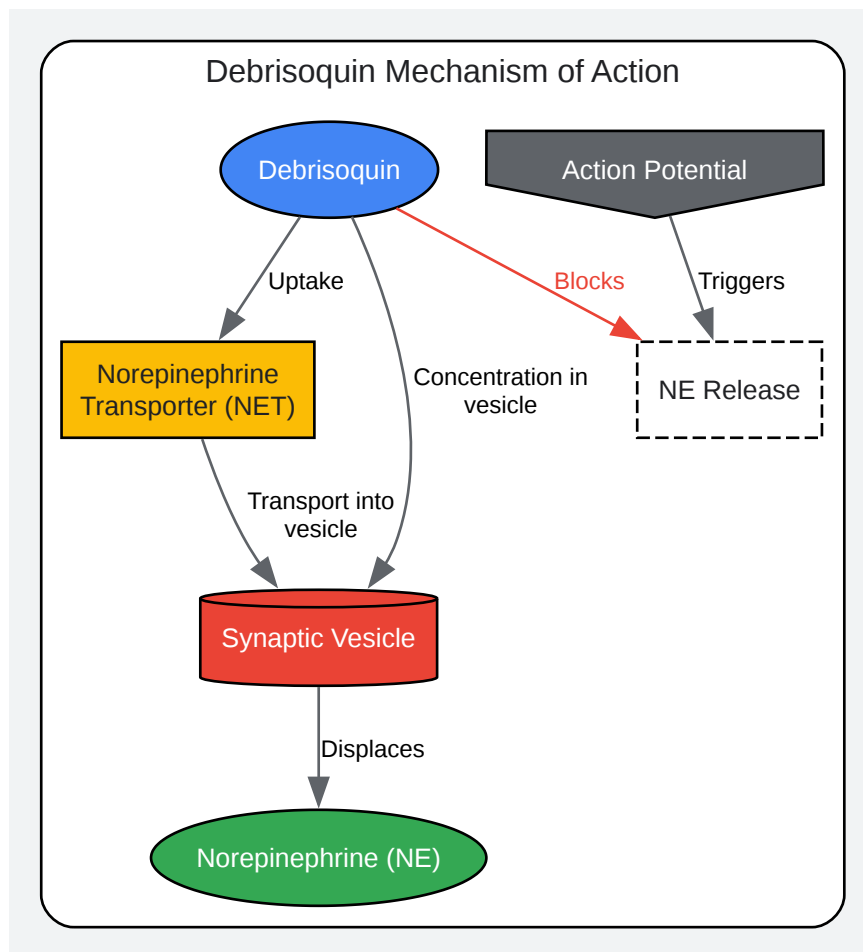 Debrisoquin Mechanism of Action
Debrisoquin
Action Potential
Uptake
Blocks
Triggers
Norepinephrine
Transporter (NET)
Concentration in
vesicle
NE Release
Transport into
vesicle
Synaptic Vesicle
Displaces
Norepinephrine (NE)